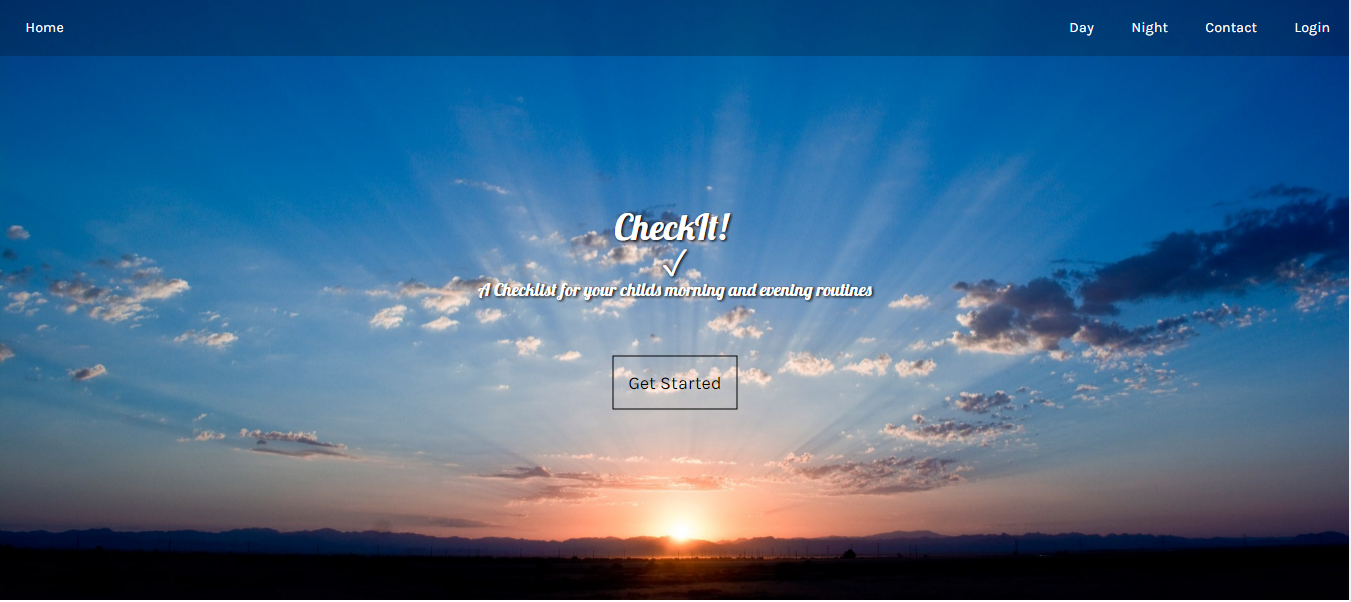 Home Day Night Contact Login
CheckIt!
✓
A Checklist for your childs morning and evening routines
Get Started